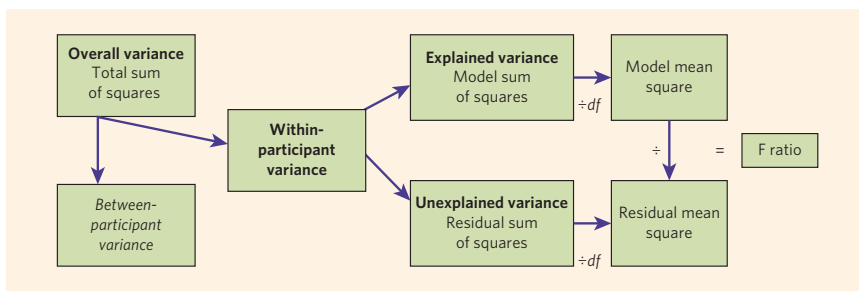 Overall variance
Total sum
of squares
Between-
participant
variance
Within-
participant
variance
Explained variance
Model sum
of squares
÷df
Model mean
square
Unexplained variance
Residual sum
of squares
÷df
Residual mean
square
÷
=
F ratio